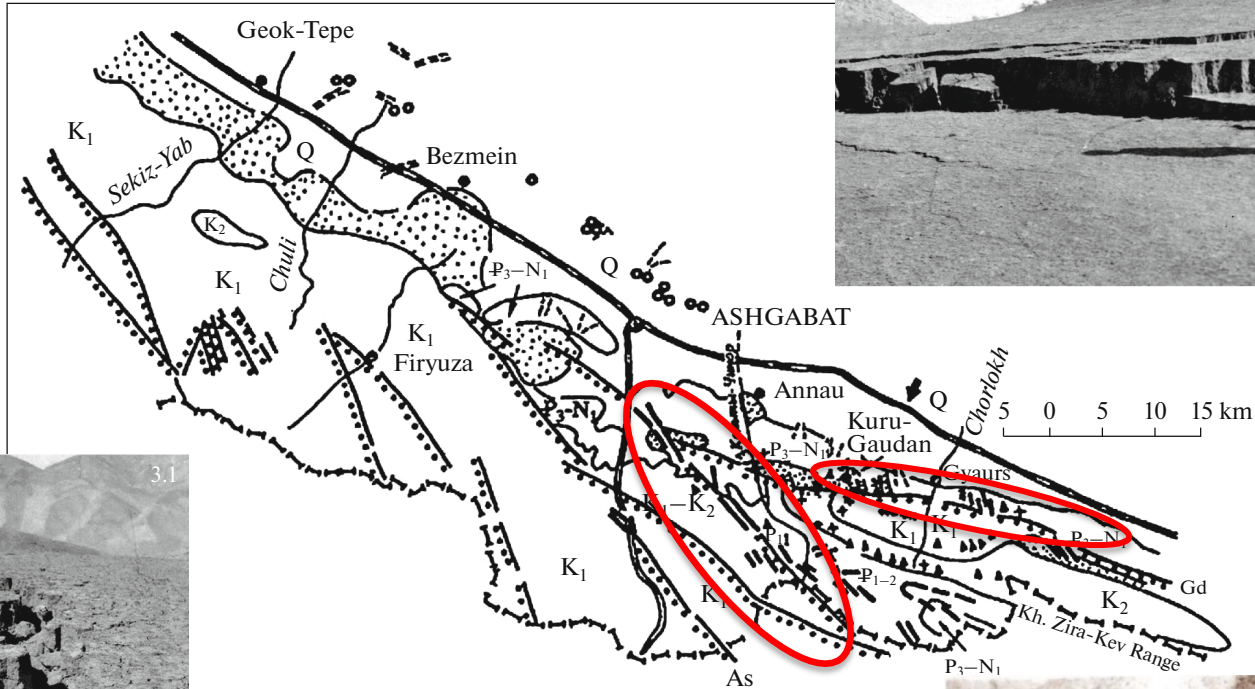 Geok-Tepe
K1
Sekiz-Yab
Q
Bezmein
K2
Chuli
K1
P3–N1
Q
K1
Firyuza
ASHGABAT
Annau
Chorlokh
Q
5 0 5 10 15 km
P3-N1
Kuru-
Gaudan
P3–N1
Gyaurs
3.1
K1–K2
K1
K1
P3–N1
P1
K1
K1
P1–2
K2
Gd
Kh. Zira-Kev Range
P3–N1
As